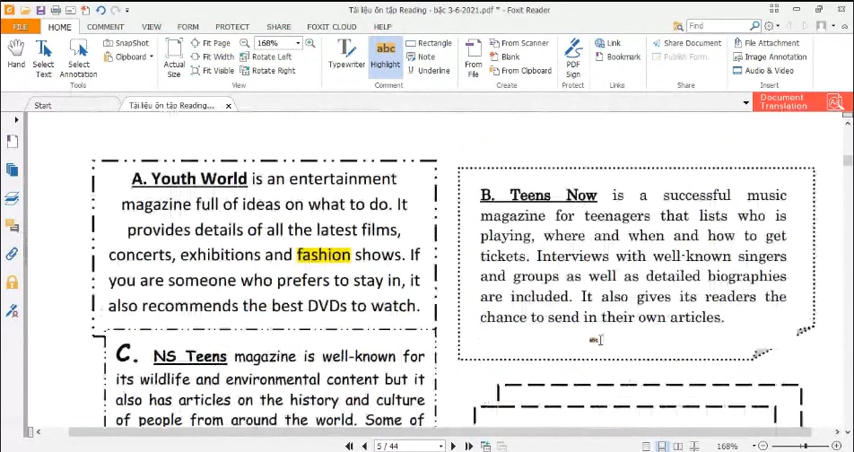 Tài liệu ôn tập Reading - bậc 3-6-2021.pdf * - Foxit Reader
FILE HOME COMMENT VIEW FORM PROTECT SHARE FOXIT CLOUD HELP
Find
Hand
Select Text
Select Annotation
SnapShot
Clipboard
Tools
Actual Size
Fit Page
Fit Width
Fit Visible
168%
Rotate Left
Rotate Right
View
Typewriter
abc
Highlight
Rectangle
Note
Underline
Comment
From File
From Scanner
Blank
From Clipboard
Create
PDF Sign
Protect
Link
Bookmark
Links
Share Document
Publish Form
Share
File Attachment
Image Annotation
Audio & Video
Insert
Start
Tài liệu ôn tập Reading...
Document Translation
A. Youth World is an entertainment
magazine full of ideas on what to do. It
provides details of all the latest films,
concerts, exhibitions and fashion shows. If
you are someone who prefers to stay in, it
also recommends the best DVDs to watch.
B. Teens Now is a successful music
magazine for teenagers that lists who is
playing, where and when and how to get
tickets. Interviews with well-known singers
and groups as well as detailed biographies
are included. It also gives its readers the
chance to send in their own articles.
abc
C. NS Teens magazine is well-known for
its wildlife and environmental content but it
also has articles on the history and culture
of people from around the world. Some of
5 / 44
168%